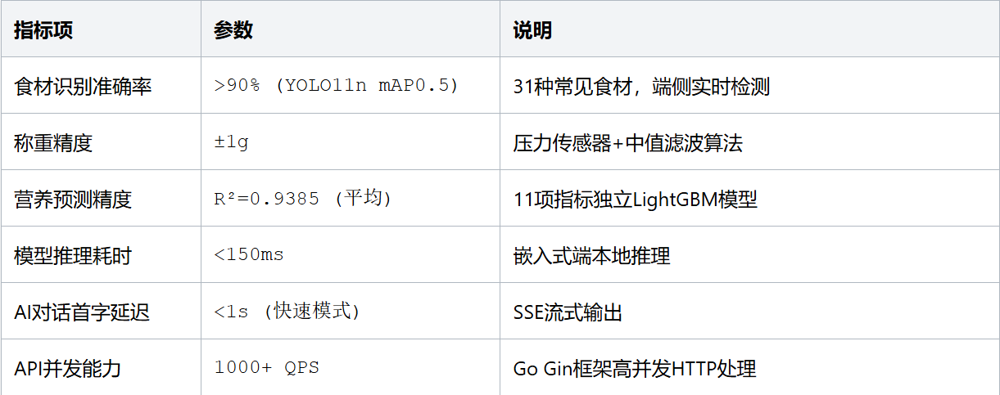 指标项 参数 说明
食材识别准确率 >90% (YOLO11n mAP0.5) 31种常见食材，端侧实时检测
称重精度 ±1g 压力传感器+中值滤波算法
营养预测精度 R²=0.9385 (平均) 11项指标独立LightGBM模型
模型推理耗时 <150ms 嵌入式端本地推理
AI对话首字延迟 <1s (快速模式) SSE流式输出
API并发能力 1000+ QPS Go Gin框架高并发HTTP处理